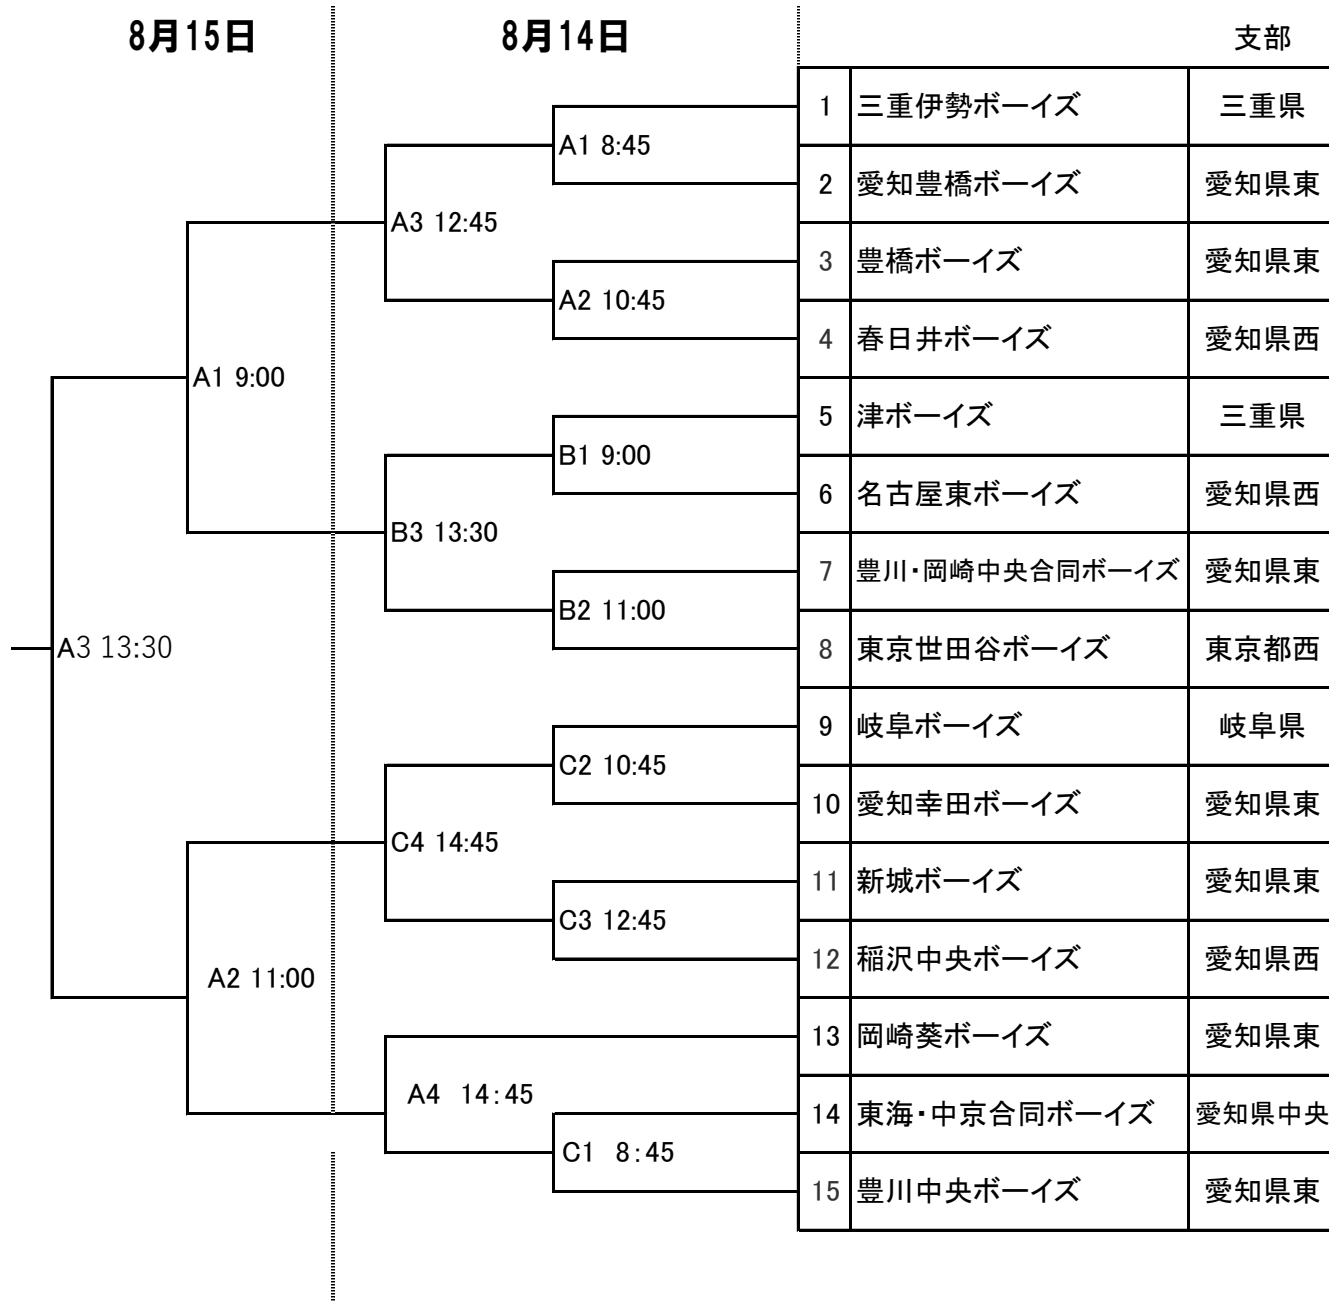 8月15日 8月14日 支部
1 三重伊勢ボーイズ 三重県
A1 8:45
2 愛知豊橋ボーイズ 愛知県東
A3 12:45
3 豊橋ボーイズ 愛知県東
A2 10:45
4 春日井ボーイズ 愛知県西
A1 9:00
5 津ボーイズ 三重県
B1 9:00
6 名古屋東ボーイズ 愛知県西
B3 13:30
7 豊川・岡崎中央合同ボーイズ 愛知県東
B2 11:00
A3 13:30
8 東京世田谷ボーイズ 東京都西
9 岐阜ボーイズ 岐阜県
C2 10:45
10 愛知幸田ボーイズ 愛知県東
C4 14:45
11 新城ボーイズ 愛知県東
C3 12:45
12 稲沢中央ボーイズ 愛知県西
A2 11:00
13 岡崎葵ボーイズ 愛知県東
A4 14:45
14 東海・中京合同ボーイズ 愛知県中央
C1 8:45
15 豊川中央ボーイズ 愛知県東